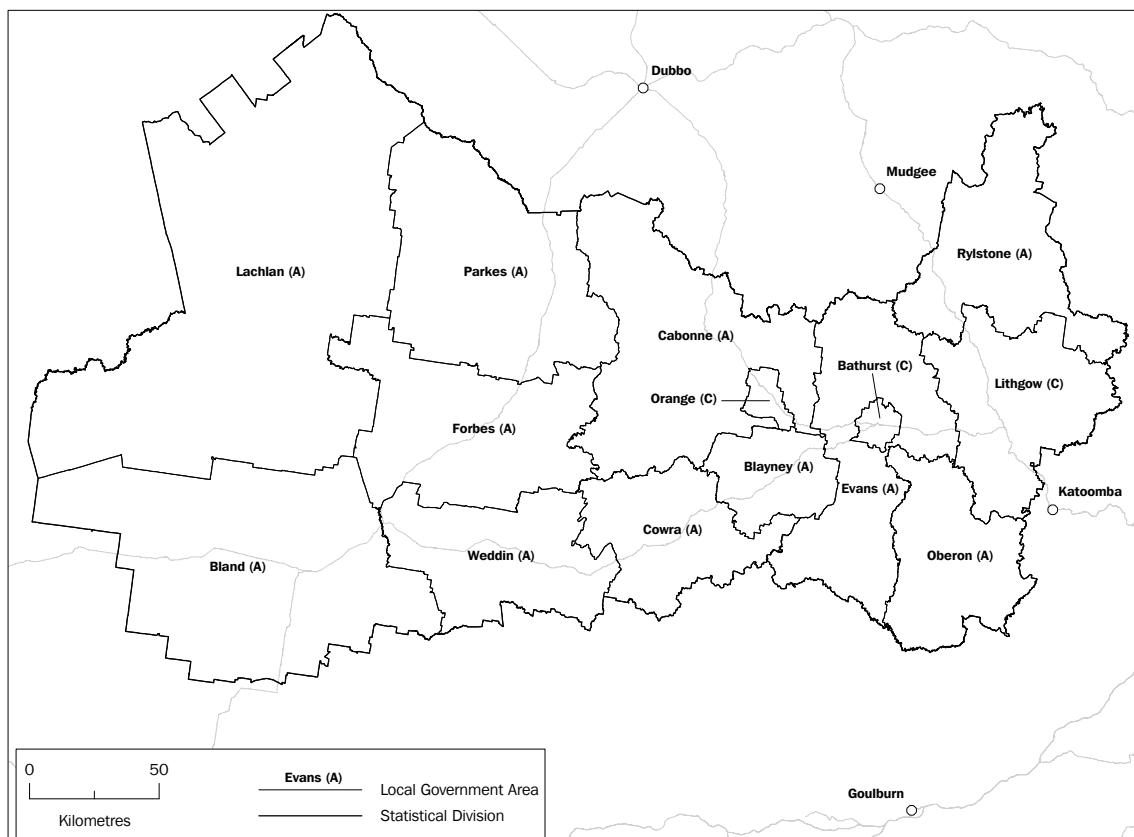 Dubbo
Mudgee
Rylstone (A)
Lachlan (A)
Parkes (A)
Cabonne (A)
Bathurst (C)
Lithgow (C)
Orange (C)
Forbes (A)
Blayney (A)
Evans (A)
Katoomba
Cowra (A)
Weddin (A)
Oberon (A)
Bland (A)
0 50
Kilometres
Evans (A)
Local Government Area
Statistical Division
Goulburn